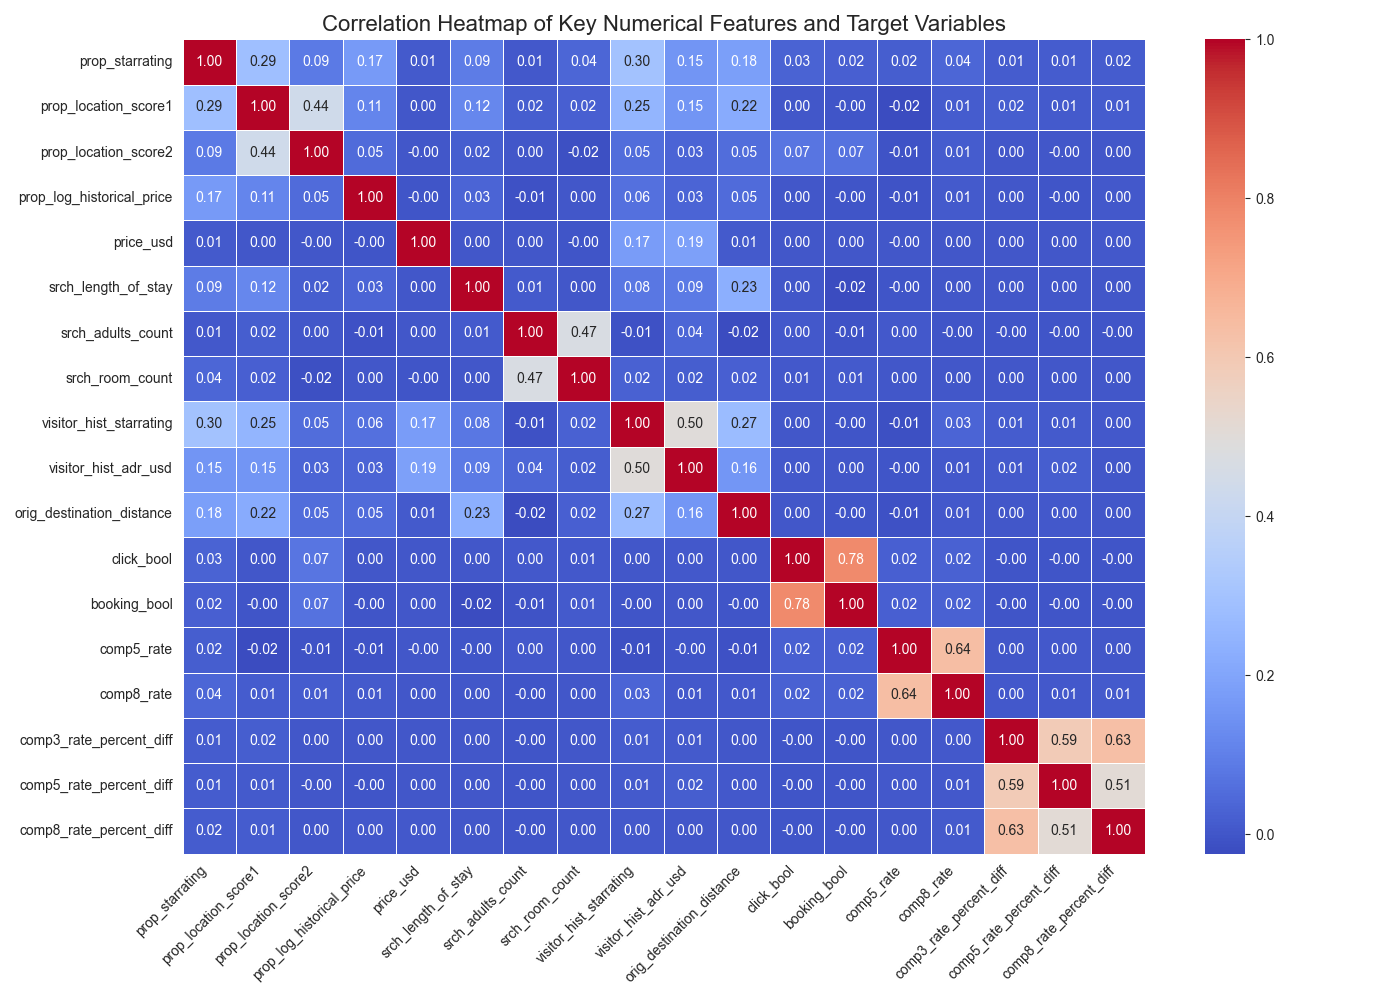 Correlation Heatmap of Key Numerical Features and Target Variables
prop_starrating 1.00 0.29 0.09 0.17 0.01 0.09 0.01 0.04 0.30 0.15 0.18 0.03 0.02 0.02 0.04 0.01 0.01 0.02
prop_location_score1 0.29 1.00 0.44 0.11 0.00 0.12 0.02 0.02 0.25 0.15 0.22 0.00 -0.00 -0.02 0.01 0.02 0.01 0.01
prop_location_score2 0.09 0.44 1.00 0.05 -0.00 0.02 0.00 -0.02 0.05 0.03 0.05 0.07 0.07 -0.01 0.01 0.00 -0.00 0.00
prop_log_historical_price 0.17 0.11 0.05 1.00 -0.00 0.03 -0.01 0.00 0.06 0.03 0.05 0.00 -0.00 -0.01 0.01 0.00 -0.00 0.00
price_usd 0.01 0.00 -0.00 -0.00 1.00 0.00 0.00 -0.00 0.17 0.19 0.01 0.00 0.00 -0.00 0.00 0.00 0.00 0.00
srch_length_of_stay 0.09 0.12 0.02 0.03 0.00 1.00 0.01 0.00 0.08 0.09 0.23 0.00 -0.02 -0.00 0.00 0.00 0.00 0.00
srch_adults_count 0.01 0.02 0.00 -0.01 0.00 0.01 1.00 0.47 -0.01 0.04 -0.02 0.00 -0.01 0.00 -0.00 -0.00 -0.00 -0.00
srch_room_count 0.04 0.02 -0.02 0.00 -0.00 0.00 0.47 1.00 0.02 0.02 0.02 0.01 0.01 0.00 0.00 0.00 0.00 0.00
visitor_hist_starrating 0.30 0.25 0.05 0.06 0.17 0.08 -0.01 0.02 1.00 0.50 0.27 0.00 -0.00 -0.01 0.03 0.01 0.01 0.00
visitor_hist_adr_usd 0.15 0.15 0.03 0.03 0.19 0.09 0.04 0.02 0.50 1.00 0.16 0.00 0.00 -0.00 0.01 0.01 0.02 0.00
orig_destination_distance 0.18 0.22 0.05 0.05 0.01 0.23 -0.02 0.02 0.27 0.16 1.00 0.00 -0.00 -0.01 0.01 0.00 0.00 0.00
click_bool 0.03 0.00 0.07 0.00 0.00 0.00 0.00 0.01 0.00 0.00 0.00 1.00 0.78 0.02 0.02 -0.00 -0.00 -0.00
booking_bool 0.02 -0.00 0.07 -0.00 0.00 -0.02 -0.01 0.01 -0.00 0.00 -0.00 0.78 1.00 0.02 0.02 -0.00 -0.00 -0.00
comp5_rate 0.02 -0.02 -0.01 -0.01 -0.00 -0.00 0.00 0.00 -0.01 -0.00 -0.01 0.02 0.02 1.00 0.64 0.00 0.00 0.00
comp8_rate 0.04 0.01 0.01 0.01 0.00 0.00 -0.00 0.00 0.03 0.01 0.01 0.02 0.02 0.64 1.00 0.00 0.01 0.01
comp3_rate_percent_diff 0.01 0.02 0.00 0.00 0.00 0.00 -0.00 0.00 0.01 0.01 0.00 -0.00 -0.00 0.00 0.00 1.00 0.59 0.63
comp5_rate_percent_diff 0.01 0.01 -0.00 -0.00 0.00 0.00 -0.00 0.00 0.01 0.02 0.00 -0.00 -0.00 0.00 0.01 0.59 1.00 0.51
comp8_rate_percent_diff 0.02 0.01 0.00 0.00 0.00 0.00 -0.00 0.00 0.00 0.00 0.00 -0.00 -0.00 0.00 0.01 0.63 0.51 1.00
prop_starrating
prop_location_score1
prop_location_score2
prop_log_historical_price
price_usd
srch_length_of_stay
srch_adults_count
srch_room_count
visitor_hist_starrating
visitor_hist_adr_usd
orig_destination_distance
click_bool
booking_bool
comp5_rate
comp8_rate
comp3_rate_percent_diff
comp5_rate_percent_diff
comp8_rate_percent_diff
1.0
0.8
0.6
0.4
0.2
0.0